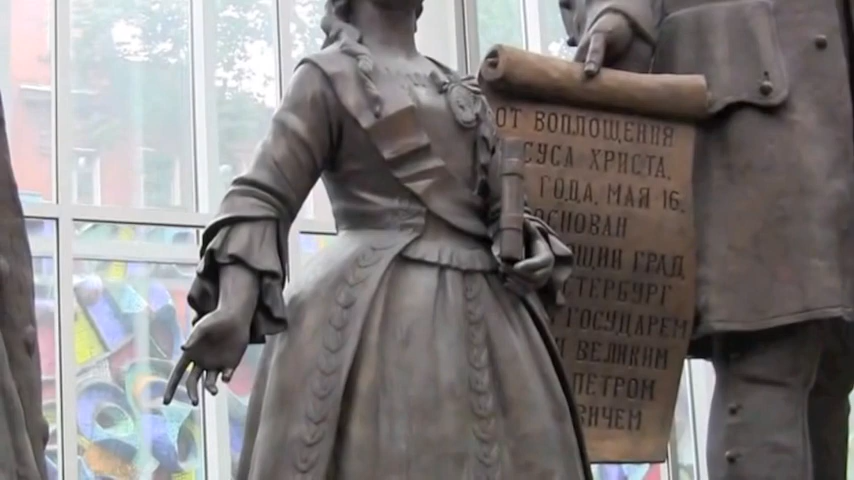 ОТ ВОПЛОЩЕНИЯ
СУСА ХРИСТА,
ГОДА, МАЯ 16,
ОСНОВАН
ЩИЙ ГРАД
ТЕРБУРГ
ГОСУДАРЕМ
ВЕЛИКИМ
ПЕТРОМ
ВИЧЕМ